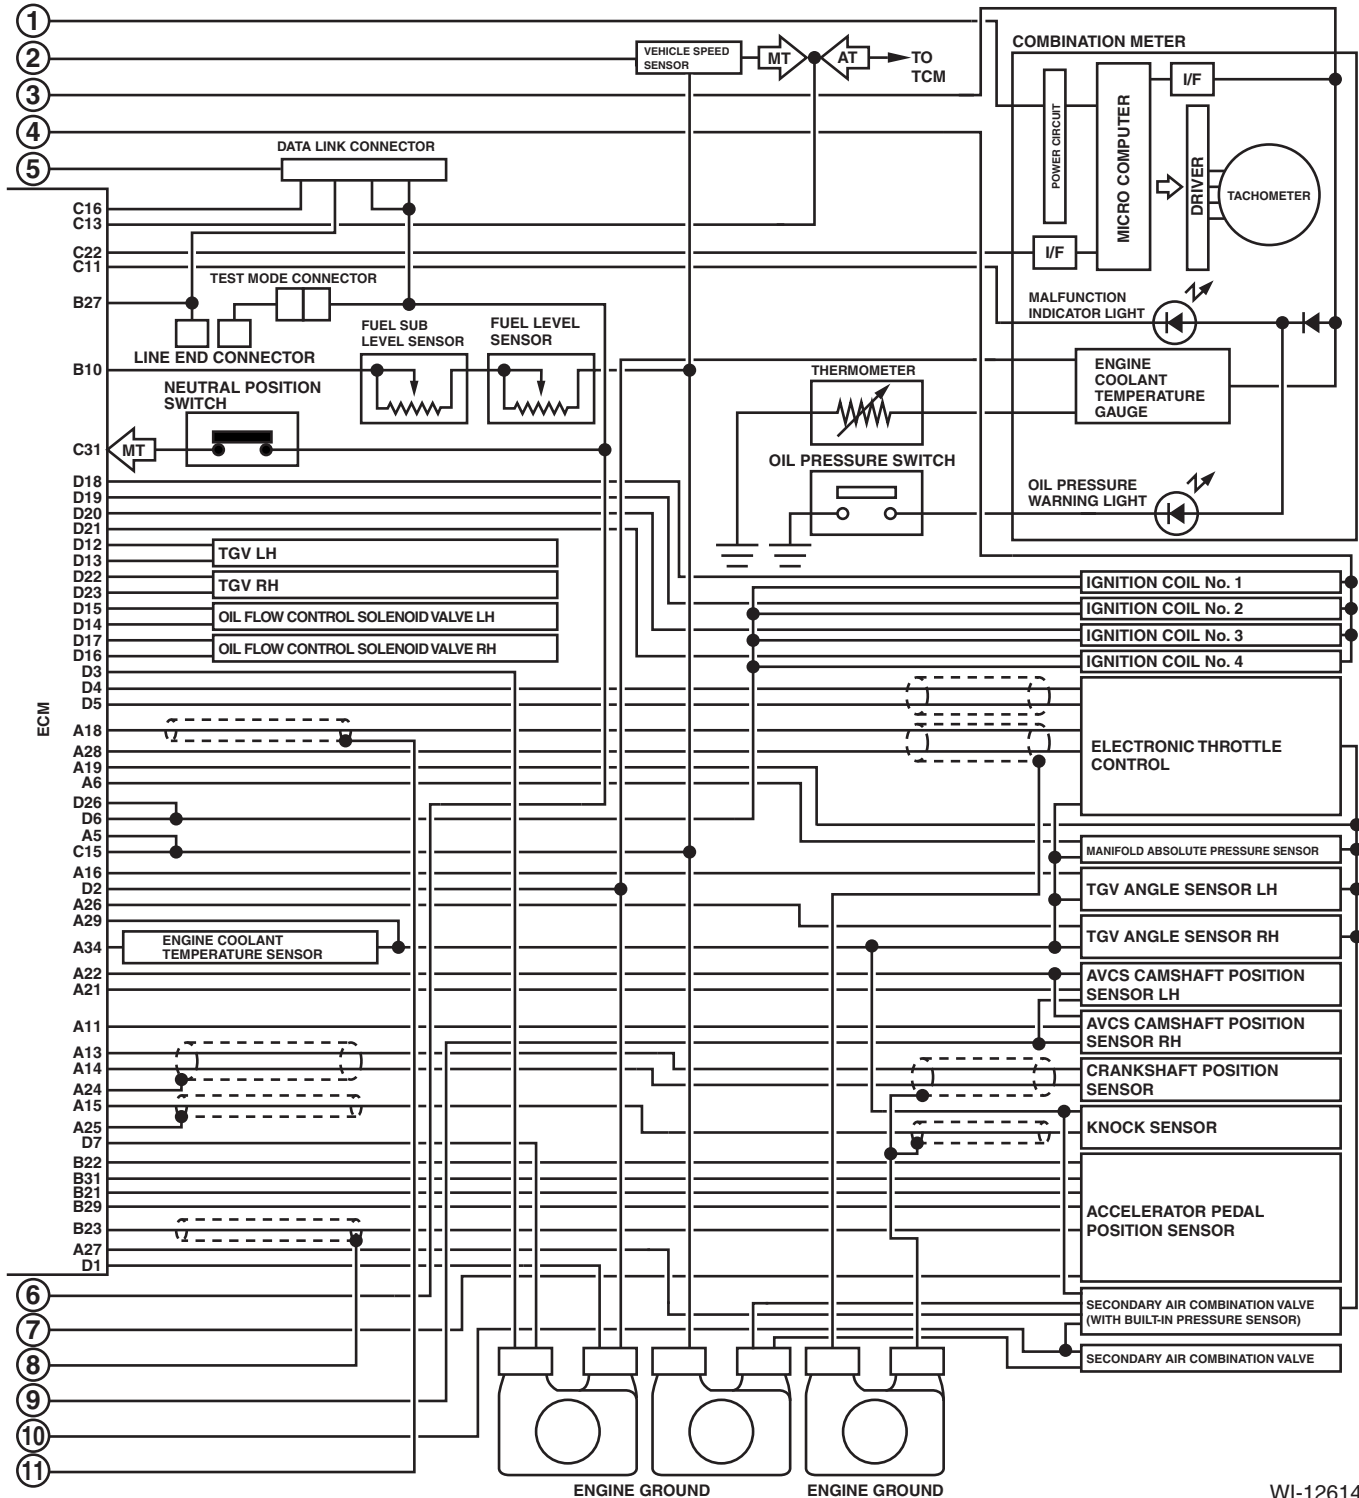 1
2
3
4
5
VEHICLE SPEED
SENSOR
MT
AT
TO
TCM
COMBINATION METER
POWER CIRCUIT
MICRO COMPUTER
I/F
DRIVER
TACHOMETER
I/F
MALFUNCTION
INDICATOR LIGHT
ENGINE
COOLANT
TEMPERATURE
GAUGE
OIL PRESSURE
WARNING LIGHT
DATA LINK CONNECTOR
TEST MODE CONNECTOR
LINE END CONNECTOR
FUEL SUB
LEVEL SENSOR
FUEL LEVEL
SENSOR
NEUTRAL POSITION
SWITCH
MT
THERMOMETER
OIL PRESSURE SWITCH
ECM
C16
C13
C22
C11
B27
B10
C31
D18
D19
D20
D21
D12
D13
D22
D23
D15
D14
D17
D16
D3
D4
D5
A18
A28
A19
A6
D26
D6
A5
C15
A16
D2
A26
A29
A34
A22
A21
A11
A13
A14
A24
A15
A25
D7
B22
B31
B21
B29
B23
A27
D1
TGV LH
TGV RH
OIL FLOW CONTROL SOLENOID VALVE LH
OIL FLOW CONTROL SOLENOID VALVE RH
ENGINE COOLANT
TEMPERATURE SENSOR
IGNITION COIL No. 1
IGNITION COIL No. 2
IGNITION COIL No. 3
IGNITION COIL No. 4
ELECTRONIC THROTTLE
CONTROL
MANIFOLD ABSOLUTE PRESSURE SENSOR
TGV ANGLE SENSOR LH
TGV ANGLE SENSOR RH
AVCS CAMSHAFT POSITION
SENSOR LH
AVCS CAMSHAFT POSITION
SENSOR RH
CRANKSHAFT POSITION
SENSOR
KNOCK SENSOR
ACCELERATOR PEDAL
POSITION SENSOR
SECONDARY AIR COMBINATION VALVE
(WITH BUILT-IN PRESSURE SENSOR)
SECONDARY AIR COMBINATION VALVE
6
7
8
9
10
11
ENGINE GROUND
ENGINE GROUND
WI-12614